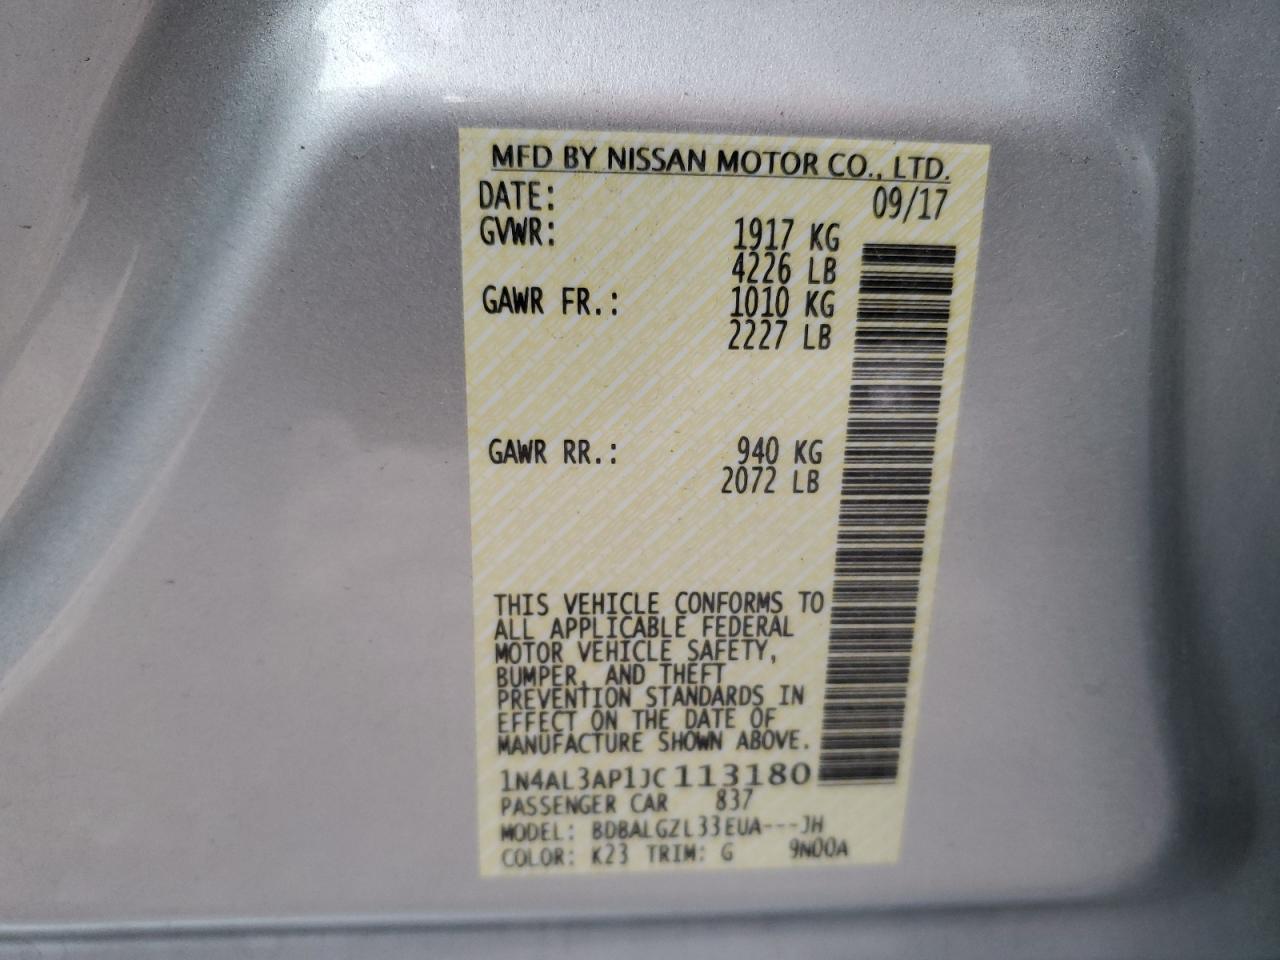 MFD BY NISSAN MOTOR CO., LTD.
DATE: 09/17
GVWR: 1917 KG
4226 LB
GAWR FR.: 1010 KG
2227 LB
GAWR RR.: 940 KG
2072 LB
THIS VEHICLE CONFORMS TO
ALL APPLICABLE FEDERAL
MOTOR VEHICLE SAFETY,
BUMPER, AND THEFT
PREVENTION STANDARDS IN
EFFECT ON THE DATE OF
MANUFACTURE SHOWN ABOVE.
1N4AL3AP1JC113180
PASSENGER CAR 837
MODEL: BDBALGZL33EUA---JH
COLOR: K23 TRIM: G 9N00A